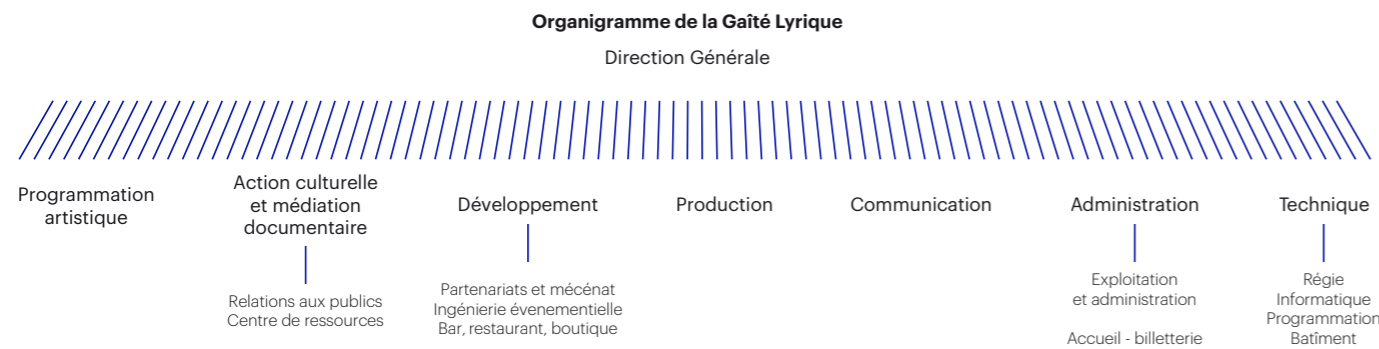 Organigramme de la Gaîté Lyrique
Direction Générale
Programmation
artistique
Action culturelle
et médiation
documentaire
Développement
Production
Communication
Administration
Technique
Relations aux publics
Centre de ressources
Partenariats et mécénat
Ingénierie évenementielle
Bar, restaurant, boutique
Exploitation
et administration
Accueil - billetterie
Régie
Informatique
Programmation
Batîment